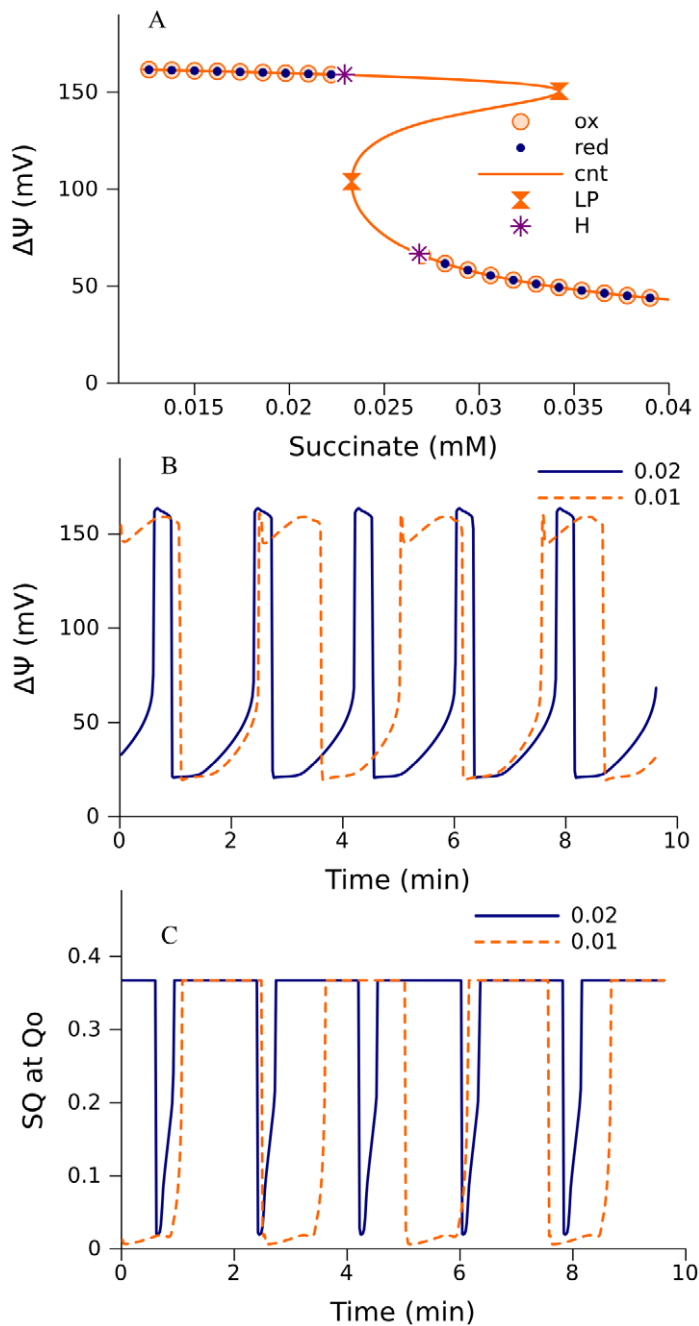 A
ΔΨ (mV)
150
100
50
0
ox
red
cnt
LP
H
0.015
0.02
0.025
0.03
0.035
0.04
Succinate (mM)
B
0.02
0.01
ΔΨ (mV)
150
100
50
0
0
2
4
6
8
10
Time (min)
C
0.02
0.01
SQ at Qo
0.4
0.3
0.2
0.1
0
0
2
4
6
8
10
Time (min)